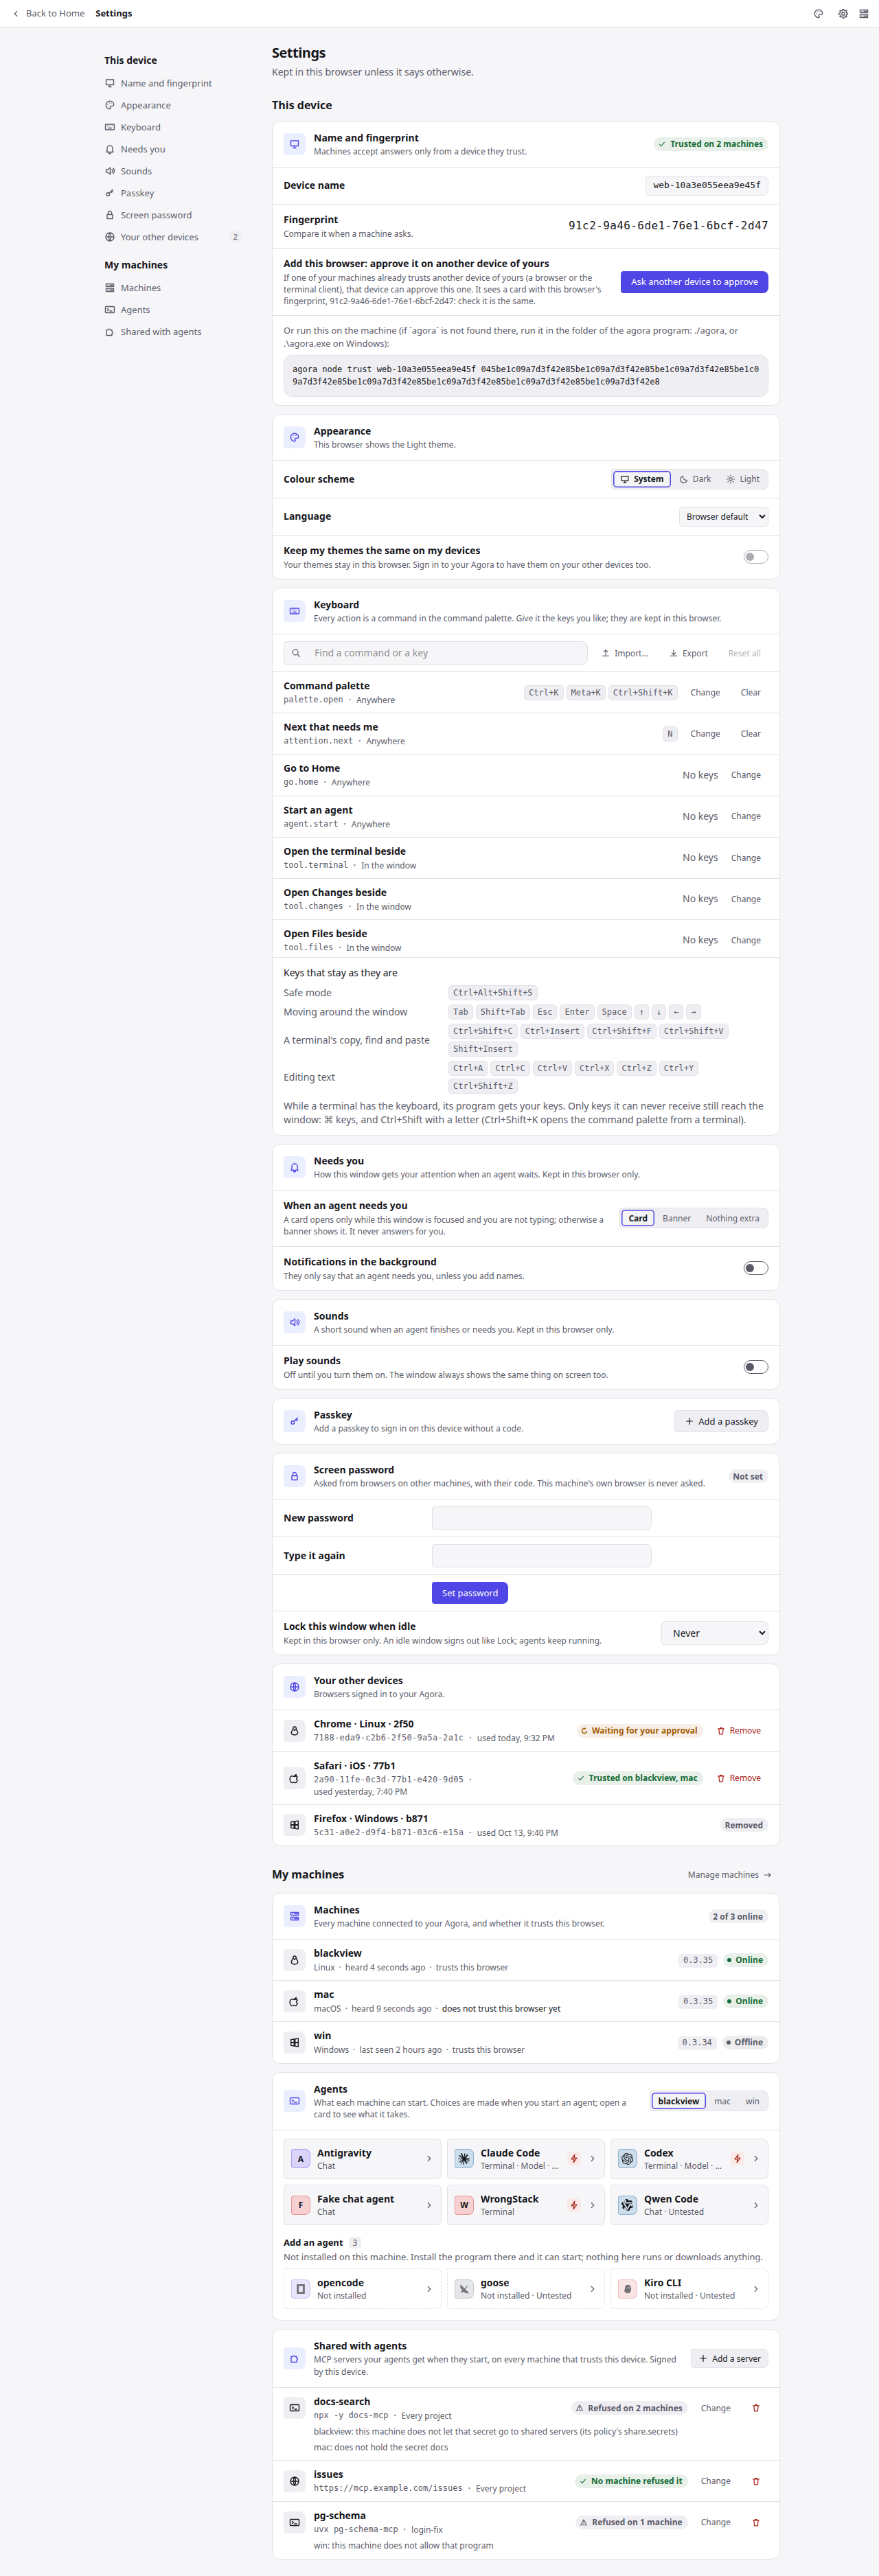 Back to Home Settings
This device
Name and fingerprint
Appearance
Keyboard
Needs you
Sounds
Passkey
Screen password
Your other devices 2
My machines
Machines
Agents
Shared with agents
Settings
Kept in this browser unless it says otherwise.
This device
Name and fingerprint
Machines accept answers only from a device they trust.
Trusted on 2 machines
Device name
web-10a3e055eea9e45f
Fingerprint
Compare it when a machine asks.
91c2-9a46-6de1-76e1-6bcf-2d47
Add this browser: approve it on another device of yours
If one of your machines already trusts another device of yours (a browser or the
terminal client), that device can approve this one. It sees a card with this browser's
fingerprint, 91c2-9a46-6de1-76e1-6bcf-2d47: check it is the same.
Ask another device to approve
Or run this on the machine (if `agora` is not found there, run it in the folder of the agora program: ./agora, or
.\agora.exe on Windows):
agora node trust web-10a3e055eea9e45f 045be1c09a7d3f42e85be1c09a7d3f42e85be1c09a7d3f42e85be1c0
9a7d3f42e85be1c09a7d3f42e85be1c09a7d3f42e85be1c09a7d3f42e85be1c09a7d3f42e8
Appearance
This browser shows the Light theme.
Colour scheme
System Dark Light
Language
Browser default
Keep my themes the same on my devices
Your themes stay in this browser. Sign in to your Agora to have them on your other devices too.
Keyboard
Every action is a command in the command palette. Give it the keys you like; they are kept in this browser.
Find a command or a key
Import... Export Reset all
Command palette
palette.open · Anywhere
Ctrl+K Meta+K Ctrl+Shift+K Change Clear
Next that needs me
attention.next · Anywhere
N Change Clear
Go to Home
go.home · Anywhere
No keys Change
Start an agent
agent.start · Anywhere
No keys Change
Open the terminal beside
tool.terminal · In the window
No keys Change
Open Changes beside
tool.changes · In the window
No keys Change
Open Files beside
tool.files · In the window
No keys Change
Keys that stay as they are
Safe mode Ctrl+Alt+Shift+S
Moving around the window Tab Shift+Tab Esc Enter Space ↑ ↓ ← →
A terminal's copy, find and paste Ctrl+Shift+C Ctrl+Insert Ctrl+Shift+F Ctrl+Shift+V
Shift+Insert
Editing text Ctrl+A Ctrl+C Ctrl+V Ctrl+X Ctrl+Z Ctrl+Y
Ctrl+Shift+Z
While a terminal has the keyboard, its program gets your keys. Only keys it can never receive still reach the
window: ⌘ keys, and Ctrl+Shift with a letter (Ctrl+Shift+K opens the command palette from a terminal).
Needs you
How this window gets your attention when an agent waits. Kept in this browser only.
When an agent needs you
A card opens only while this window is focused and you are not typing; otherwise a
banner shows it. It never answers for you.
Card Banner Nothing extra
Notifications in the background
They only say that an agent needs you, unless you add names.
Sounds
A short sound when an agent finishes or needs you. Kept in this browser only.
Play sounds
Off until you turn them on. The window always shows the same thing on screen too.
Passkey
Add a passkey to sign in on this device without a code.
Add a passkey
Screen password
Asked from browsers on other machines, with their code. This machine's own browser is never asked.
Not set
New password
Type it again
Set password
Lock this window when idle
Kept in this browser only. An idle window signs out like Lock; agents keep running.
Never
Your other devices
Browsers signed in to your Agora.
Chrome · Linux · 2f50
7188-eda9-c2b6-2f50-9a5a-2a1c · used today, 9:32 PM
Waiting for your approval Remove
Safari · iOS · 77b1
2a90-11fe-0c3d-77b1-e420-9d05 ·
used yesterday, 7:40 PM
Trusted on blackview, mac Remove
Firefox · Windows · b871
5c31-a0e2-d9f4-b871-03c6-e15a · used Oct 13, 9:40 PM
Removed
My machines
Manage machines →
Machines
Every machine connected to your Agora, and whether it trusts this browser.
2 of 3 online
blackview
Linux · heard 4 seconds ago · trusts this browser
0.3.35 Online
mac
macOS · heard 9 seconds ago · does not trust this browser yet
0.3.35 Online
win
Windows · last seen 2 hours ago · trusts this browser
0.3.34 Offline
Agents
What each machine can start. Choices are made when you start an agent; open a
card to see what it takes.
blackview mac win
A Antigravity
Chat
Claude Code
Terminal · Model · ...
Codex
Terminal · Model · ...
F Fake chat agent
Chat
W WrongStack
Terminal
Qwen Code
Chat · Untested
Add an agent 3
Not installed on this machine. Install the program there and it can start; nothing here runs or downloads anything.
opencode
Not installed
goose
Not installed · Untested
Kiro CLI
Not installed · Untested
Shared with agents
MCP servers your agents get when they start, on every machine that trusts this device. Signed
by this device.
Add a server
docs-search
npx -y docs-mcp · Every project
Refused on 2 machines Change
blackview: this machine does not let that secret go to shared servers (its policy's share.secrets)
mac: does not hold the secret docs
issues
https://mcp.example.com/issues · Every project
No machine refused it Change
pg-schema
uvx pg-schema-mcp · login-fix
Refused on 1 machine Change
win: this machine does not allow that program